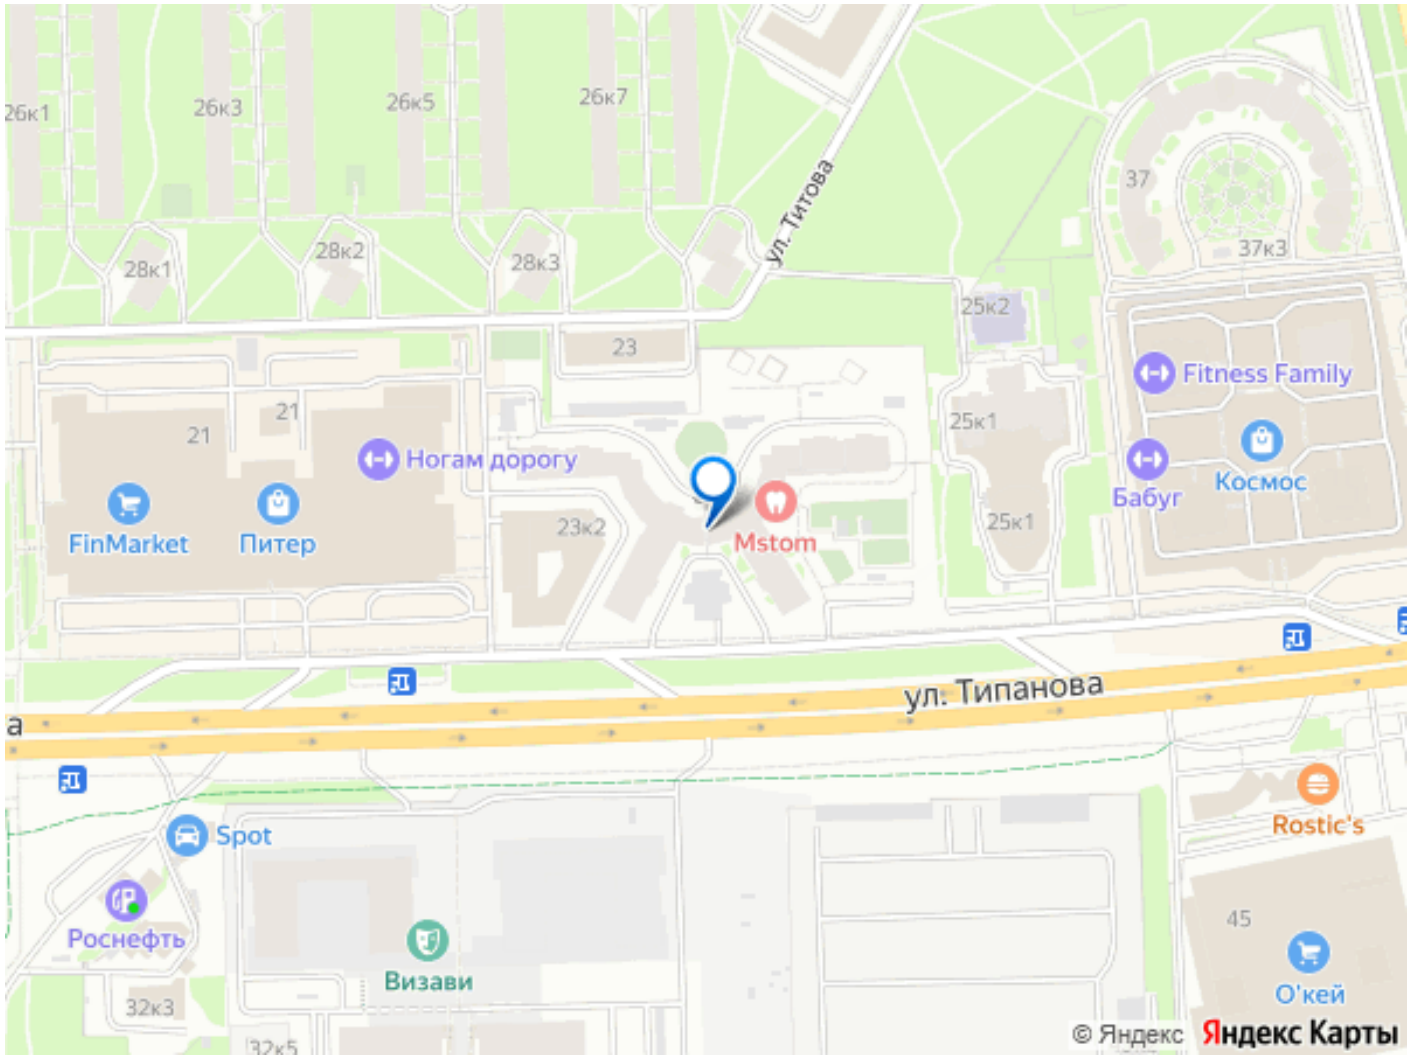 26к1
26к3
26к5
26к7
ул. Титова
37
37к3
28к1
28к2
28к3
25к2
23
Fitness Family
21
21
25к1
Ногам дорогу
Космос
Бабуг
FinMarket
Питер
23к2
Mstom
25к1
ул. Типанова
а
Rostic's
Spot
Роснефть
45
Визави
О'кей
32к3
32к5
© Яндекс
Яндекс Карты